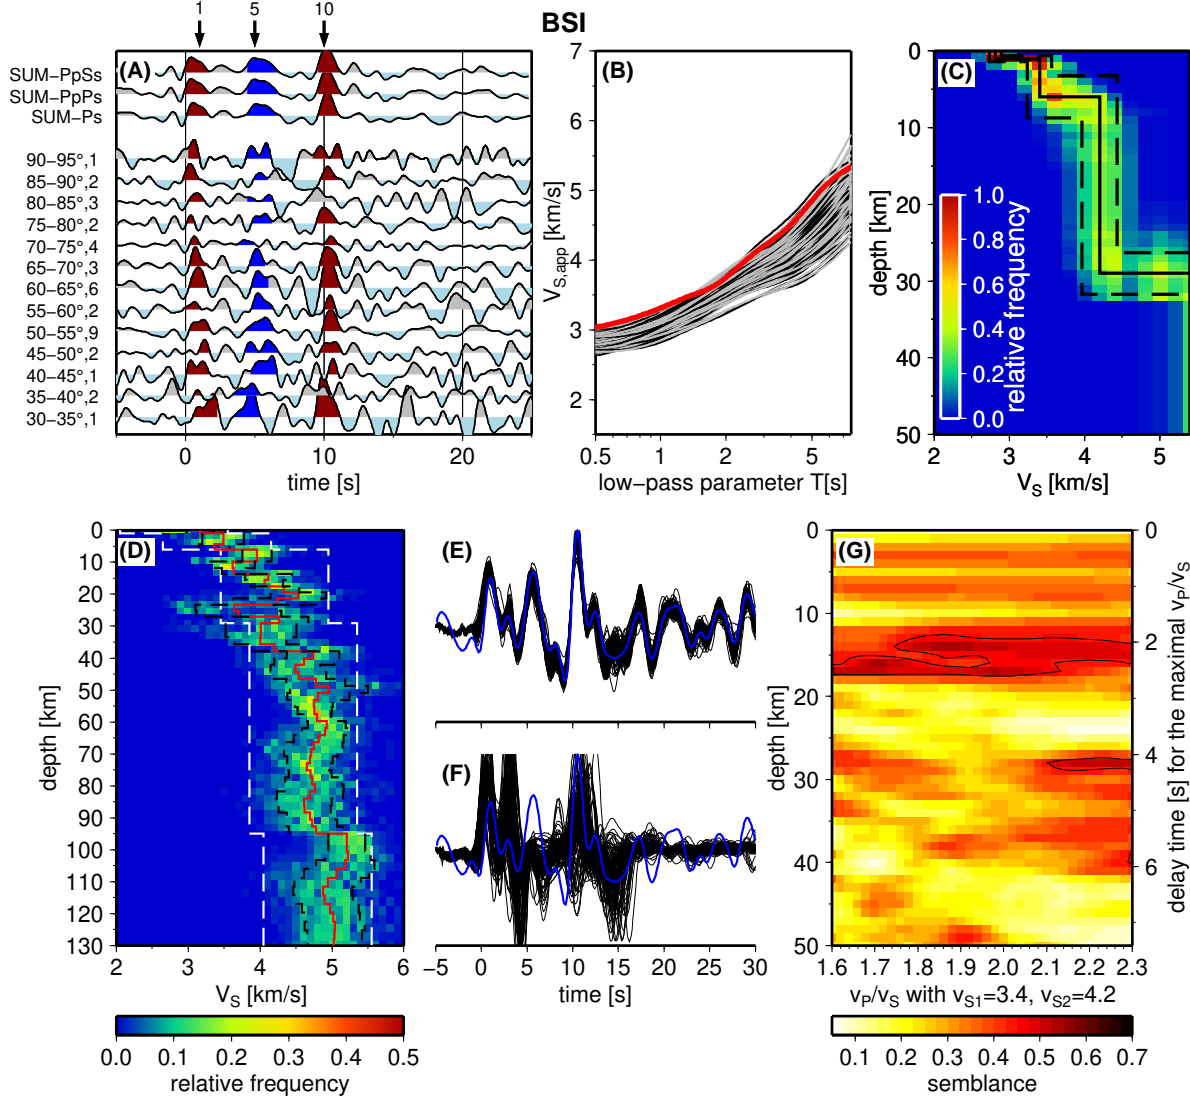 1 5 10
BSI
(A)
SUM−PpSs
SUM−PpPs
SUM−Ps
90−95°,1
85−90°,2
80−85°,3
75−80°,2
70−75°,4
65−70°,3
60−65°,6
55−60°,2
50−55°,9
45−50°,2
40−45°,1
35−40°,2
30−35°,1
0 10 20
time [s]
(B)
7
6
5
4
3
2
V_S,app [km/s]
0.5 1 2 5
low−pass parameter T[s]
(C)
0
10
20
30
40
50
depth [km]
1.0
0.8
0.6
0.4
0.2
0.0
relative frequency
2 3 4 5
V_S [km/s]
(D)
0
10
20
30
40
50
60
70
80
90
100
110
120
130
depth [km]
2 3 4 5 6
V_S [km/s]
0.0 0.1 0.2 0.3 0.4 0.5
relative frequency
(E)
(F)
−5 0 5 10 15 20 25 30
time [s]
(G)
0
10
20
30
40
50
depth [km]
0
2
4
6
delay time [s] for the maximal v_P/v_S
1.6 1.7 1.8 1.9 2.0 2.1 2.2 2.3
v_P/v_S with v_S1=3.4, v_S2=4.2
0.1 0.2 0.3 0.4 0.5 0.6 0.7
semblance